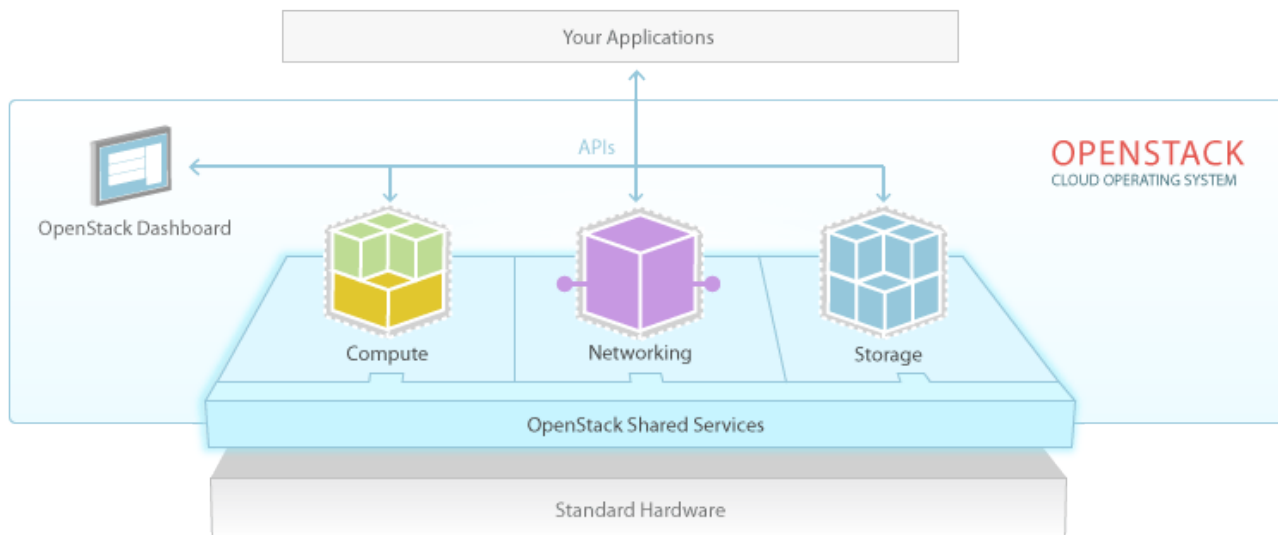 Your Applications
APIs
OPENSTACK
CLOUD OPERATING SYSTEM
OpenStack Dashboard
Compute
Networking
Storage
OpenStack Shared Services
Standard Hardware